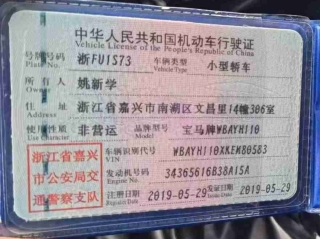 中华人民共和国机动车行驶证
Vehicle License of the People's Republic of China
号牌号码 浙FU1S73 车辆类型 小型轿车
Plate No. Vehicle Type
所有人 姚新学
Owner
住址 浙江省嘉兴市南湖区文昌里14幢306室
Address
使用性质 非营运 品牌型号 宝马牌WBAYH110
Use Character Model
浙江省嘉兴
市公安局交
通警察支队
车辆识别代号 WBAYH110XKEW80583
VIN
发动机号码 34365616B38A15A
Engine No.
注册日期 2019-05-29 发证日期 2019-05-29
Register Date Issue Date